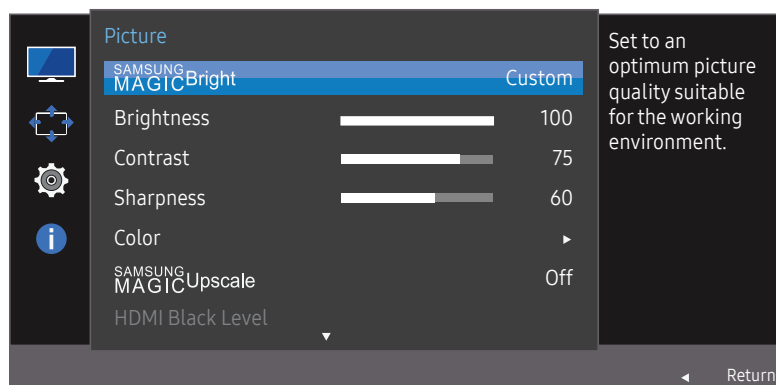 Picture
SAMSUNG MAGICBright Custom
Brightness 100
Contrast 75
Sharpness 60
Color ▸
SAMSUNG MAGICUpscale Off
HDMI Black Level
▾
Set to an
optimum picture
quality suitable
for the working
environment.
◂ Return